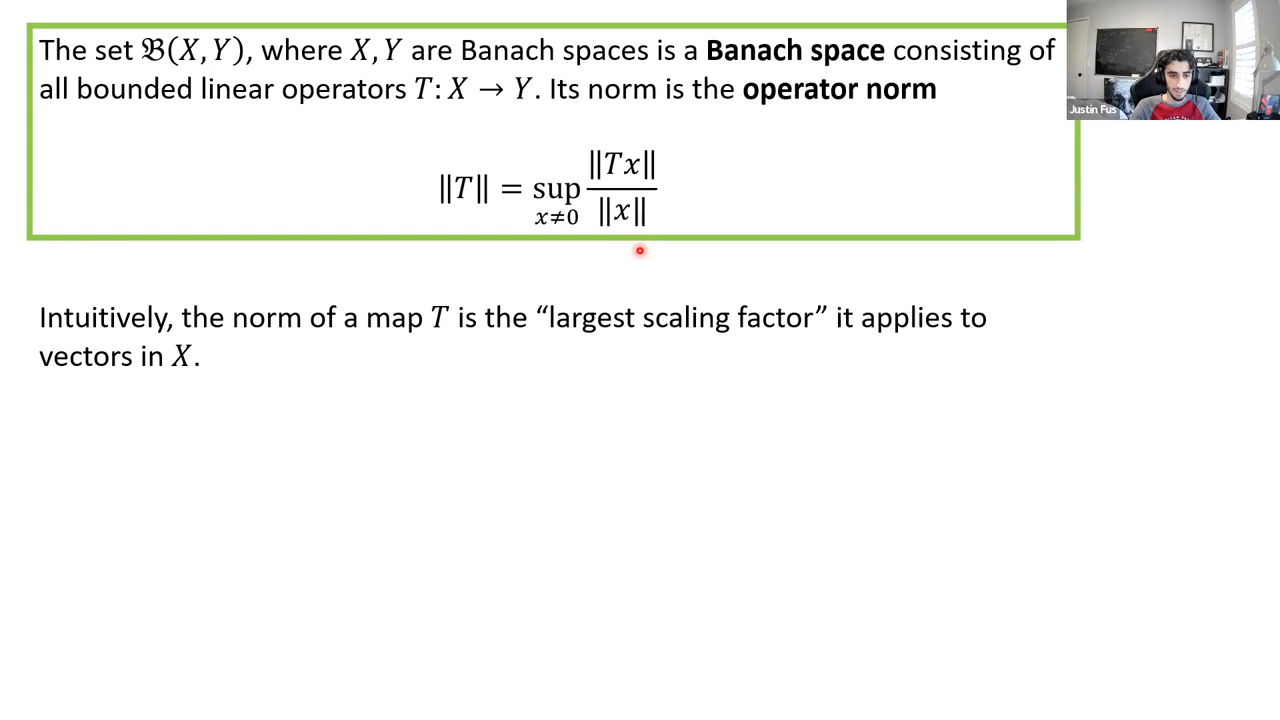 The set 𝔅(𝑋, 𝑌), where 𝑋, 𝑌 are Banach spaces is a Banach space consisting of
all bounded linear operators 𝑇: 𝑋 → 𝑌. Its norm is the operator norm
‖𝑇‖ = sup_{𝑥≠0} ‖𝑇𝑥‖ / ‖𝑥‖
Intuitively, the norm of a map 𝑇 is the “largest scaling factor” it applies to
vectors in 𝑋.
Justin Fus